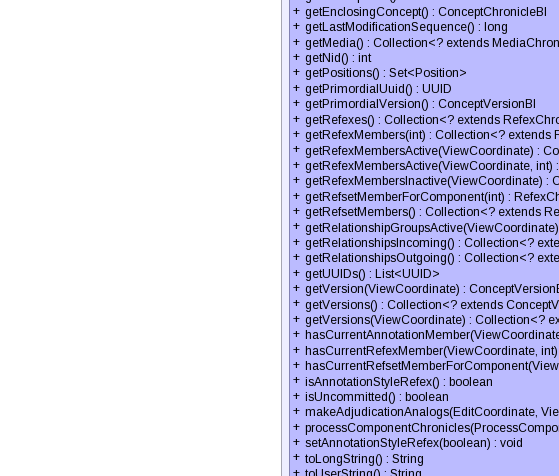 + getEnclosingConcept() : ConceptChronicleBI
+ getLastModificationSequence() : long
+ getMedia() : Collection<? extends MediaChron
+ getNid() : int
+ getPositions() : Set<Position>
+ getPrimordialUuid() : UUID
+ getPrimordialVersion() : ConceptVersionBI
+ getRefexes() : Collection<? extends RefexChro
+ getRefexMembers(int) : Collection<? extends R
+ getRefexMembersActive(ViewCoordinate) : Co
+ getRefexMembersActive(ViewCoordinate, int) :
+ getRefexMembersInactive(ViewCoordinate) : C
+ getRefsetMemberForComponent(int) : RefexCh
+ getRefsetMembers() : Collection<? extends Re
+ getRelationshipGroupsActive(ViewCoordinate)
+ getRelationshipsIncoming() : Collection<? exte
+ getRelationshipsOutgoing() : Collection<? exte
+ getUUIDs() : List<UUID>
+ getVersion(ViewCoordinate) : ConceptVersionB
+ getVersions() : Collection<? extends ConceptV
+ getVersions(ViewCoordinate) : Collection<? ex
+ hasCurrentAnnotationMember(ViewCoordinate
+ hasCurrentRefexMember(ViewCoordinate, int)
+ hasCurrentRefsetMemberForComponent(View
+ isAnnotationStyleRefex() : boolean
+ isUncommitted() : boolean
+ makeAdjudicationAnalogs(EditCoordinate, Vie
+ processComponentChronicles(ProcessCompo
+ setAnnotationStyleRefex(boolean) : void
+ toLongString() : String
+ toUserString() : String